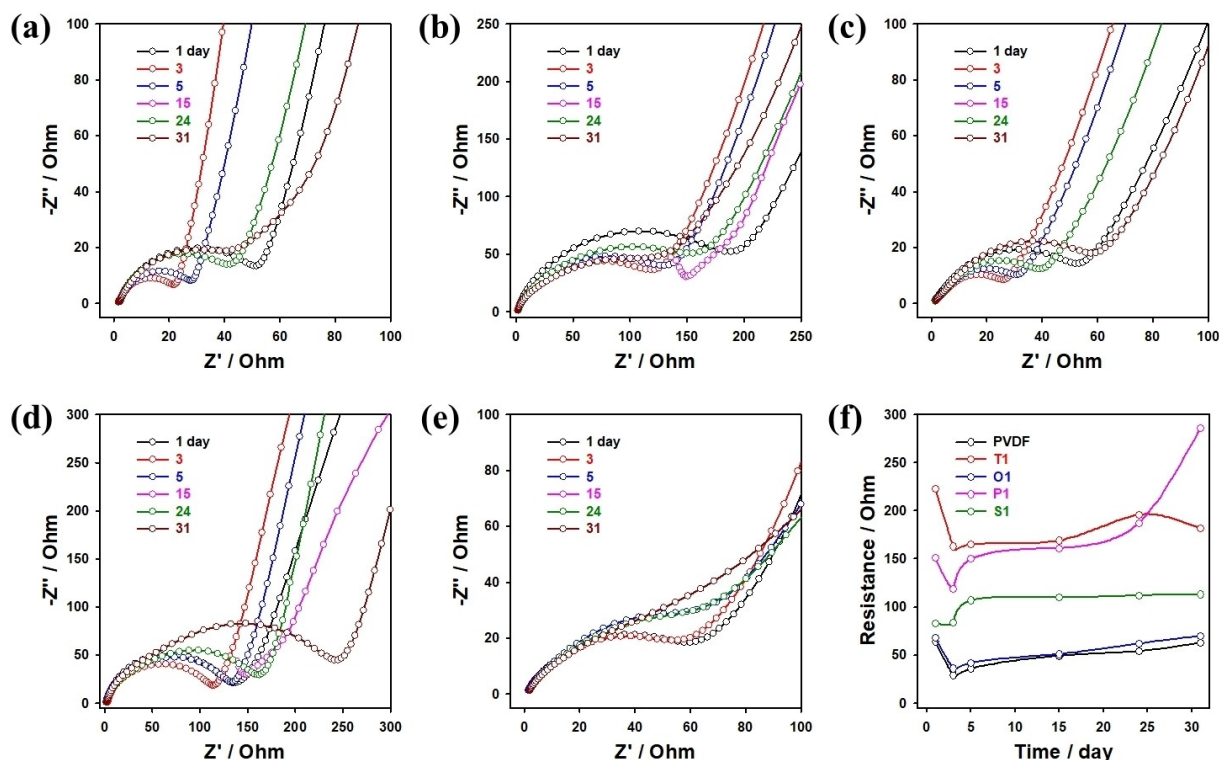 (a)
100
80
60
40
20
0
-Z'' / Ohm
1 day
3
5
15
24
31
0 20 40 60 80 100
Z' / Ohm
(b)
250
200
150
100
50
0
-Z'' / Ohm
1 day
3
5
15
24
31
0 50 100 150 200 250
Z' / Ohm
(c)
100
80
60
40
20
0
-Z'' / Ohm
1 day
3
5
15
24
31
0 20 40 60 80 100
Z' / Ohm
(d)
300
250
200
150
100
50
0
-Z'' / Ohm
1 day
3
5
15
24
31
0 50 100 150 200 250 300
Z' / Ohm
(e)
100
80
60
40
20
0
-Z'' / Ohm
1 day
3
5
15
24
31
0 20 40 60 80 100
Z' / Ohm
(f)
300
250
200
150
100
50
0
Resistance / Ohm
PVDF
T1
O1
P1
S1
0 5 10 15 20 25 30
Time / day